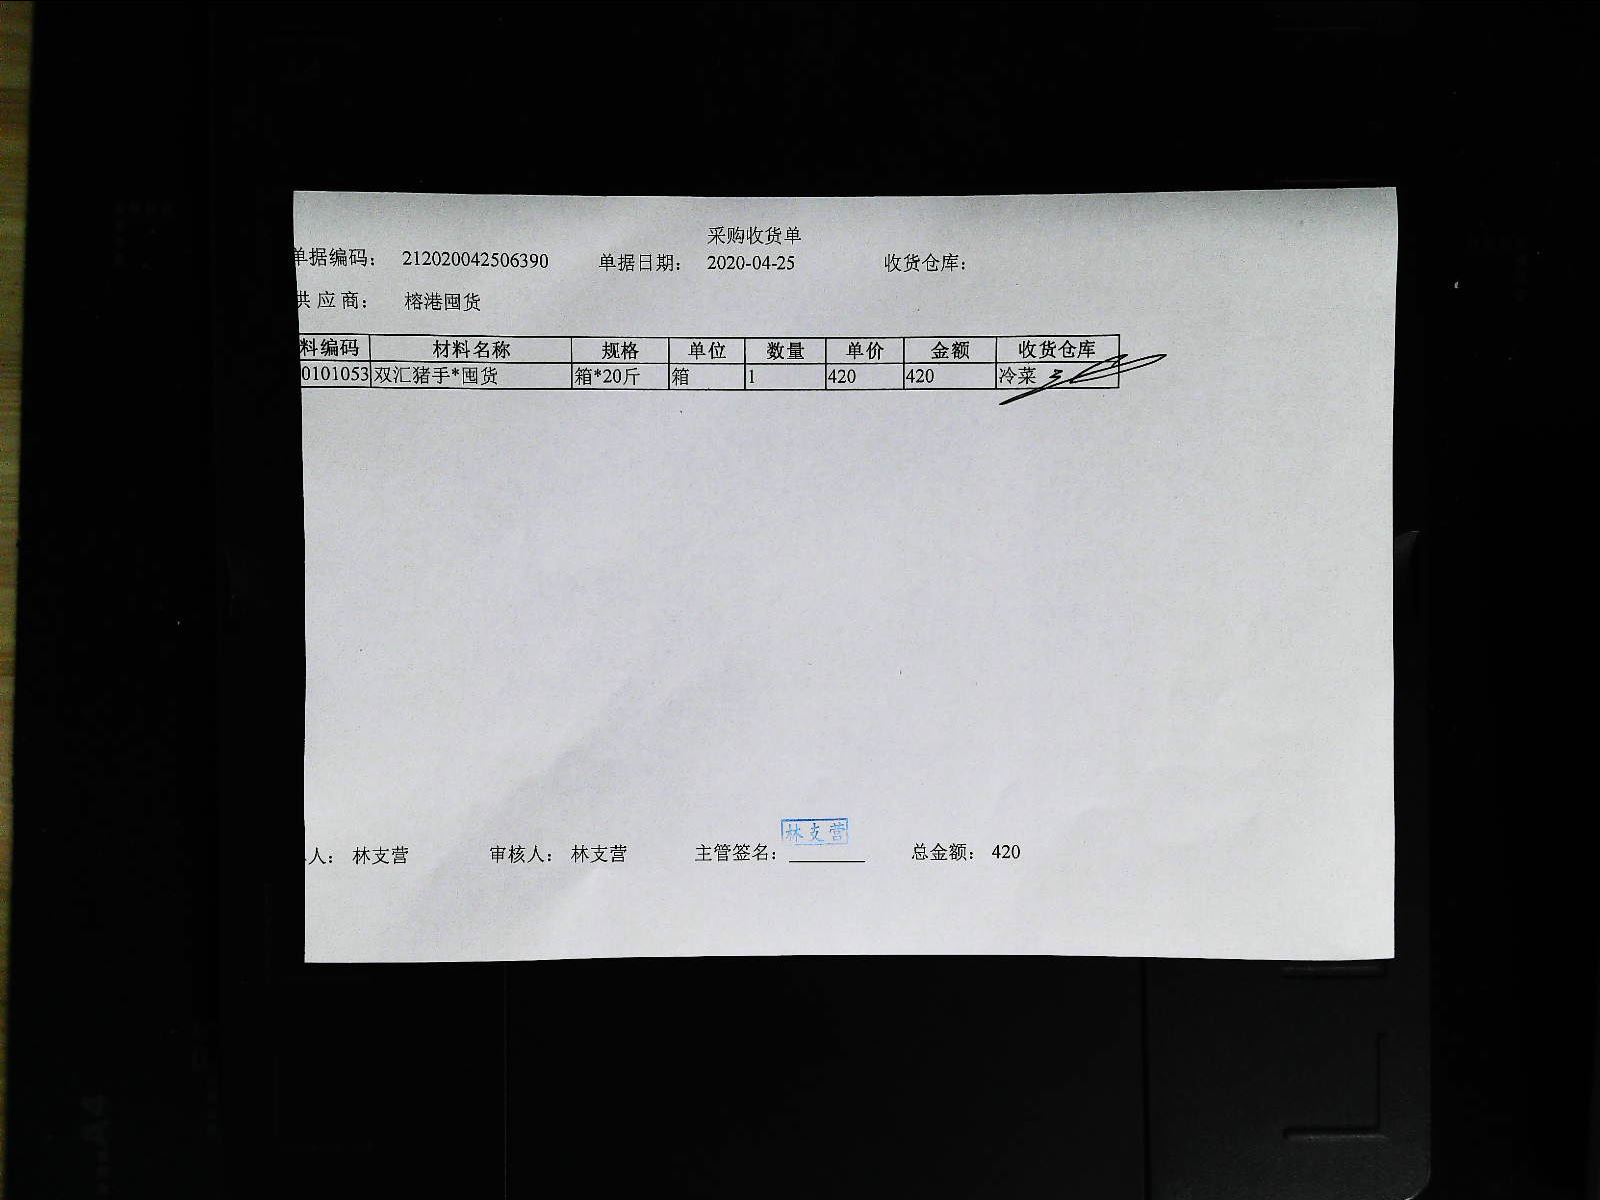 采购收货单
单据编码： 212020042506390 单据日期： 2020-04-25 收货仓库：
供应商： 榕港囤货
料编码 材料名称 规格 单位 数量 单价 金额 收货仓库
0101053 双汇猪手*囤货 箱*20斤 箱 1 420 420 冷菜
林支营
人： 林支营 审核人： 林支营 主管签名： 总金额： 420